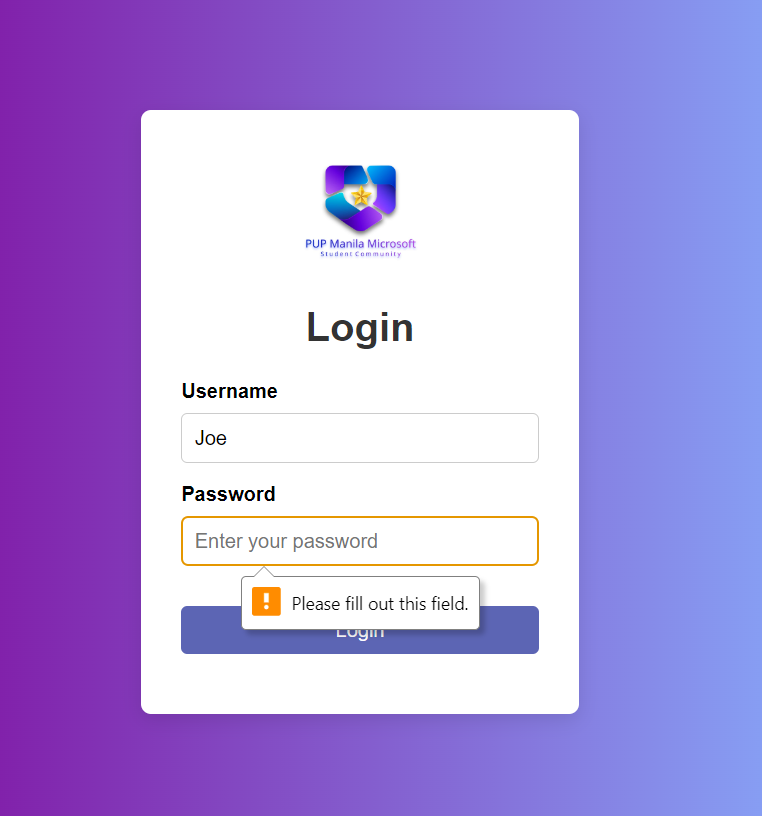 PUP Manila Microsoft
Student Community
Login
Username
Joe
Password
Enter your password
Please fill out this field.
Login